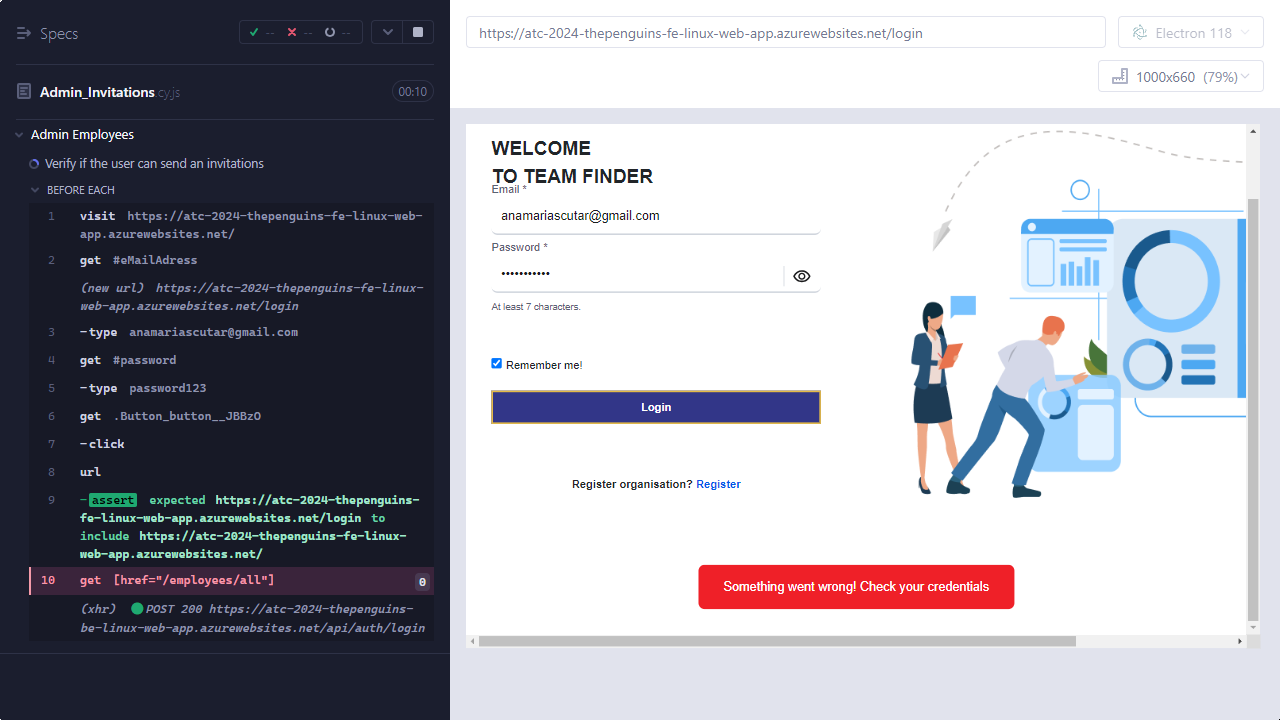 Specs
-- -- --
Admin_Invitations.cy.js 00:10
Admin Employees
Verify if the user can send an invitations
BEFORE EACH
1 visit https://atc-2024-thepenguins-fe-linux-web-
app.azurewebsites.net/
2 get #eMailAdress
(new url) https://atc-2024-thepenguins-fe-linux-
web-app.azurewebsites.net/login
3 -type anamariascutar@gmail.com
4 get #password
5 -type password123
6 get .Button_button__JBBzO
7 -click
8 url
9 -assert expected https://atc-2024-thepenguins-
fe-linux-web-app.azurewebsites.net/login to
include https://atc-2024-thepenguins-fe-linux-
web-app.azurewebsites.net/
10 get [href="/employees/all"] 0
(xhr) POST 200 https://atc-2024-thepenguins-
be-linux-web-app.azurewebsites.net/api/auth/login
https://atc-2024-thepenguins-fe-linux-web-app.azurewebsites.net/login
Electron 118
1000x660 (79%)
WELCOME
TO TEAM FINDER
Email *
anamariascutar@gmail.com
Password *
•••••••••••
At least 7 characters.
Remember me!
Login
Register organisation? Register
Something went wrong! Check your credentials